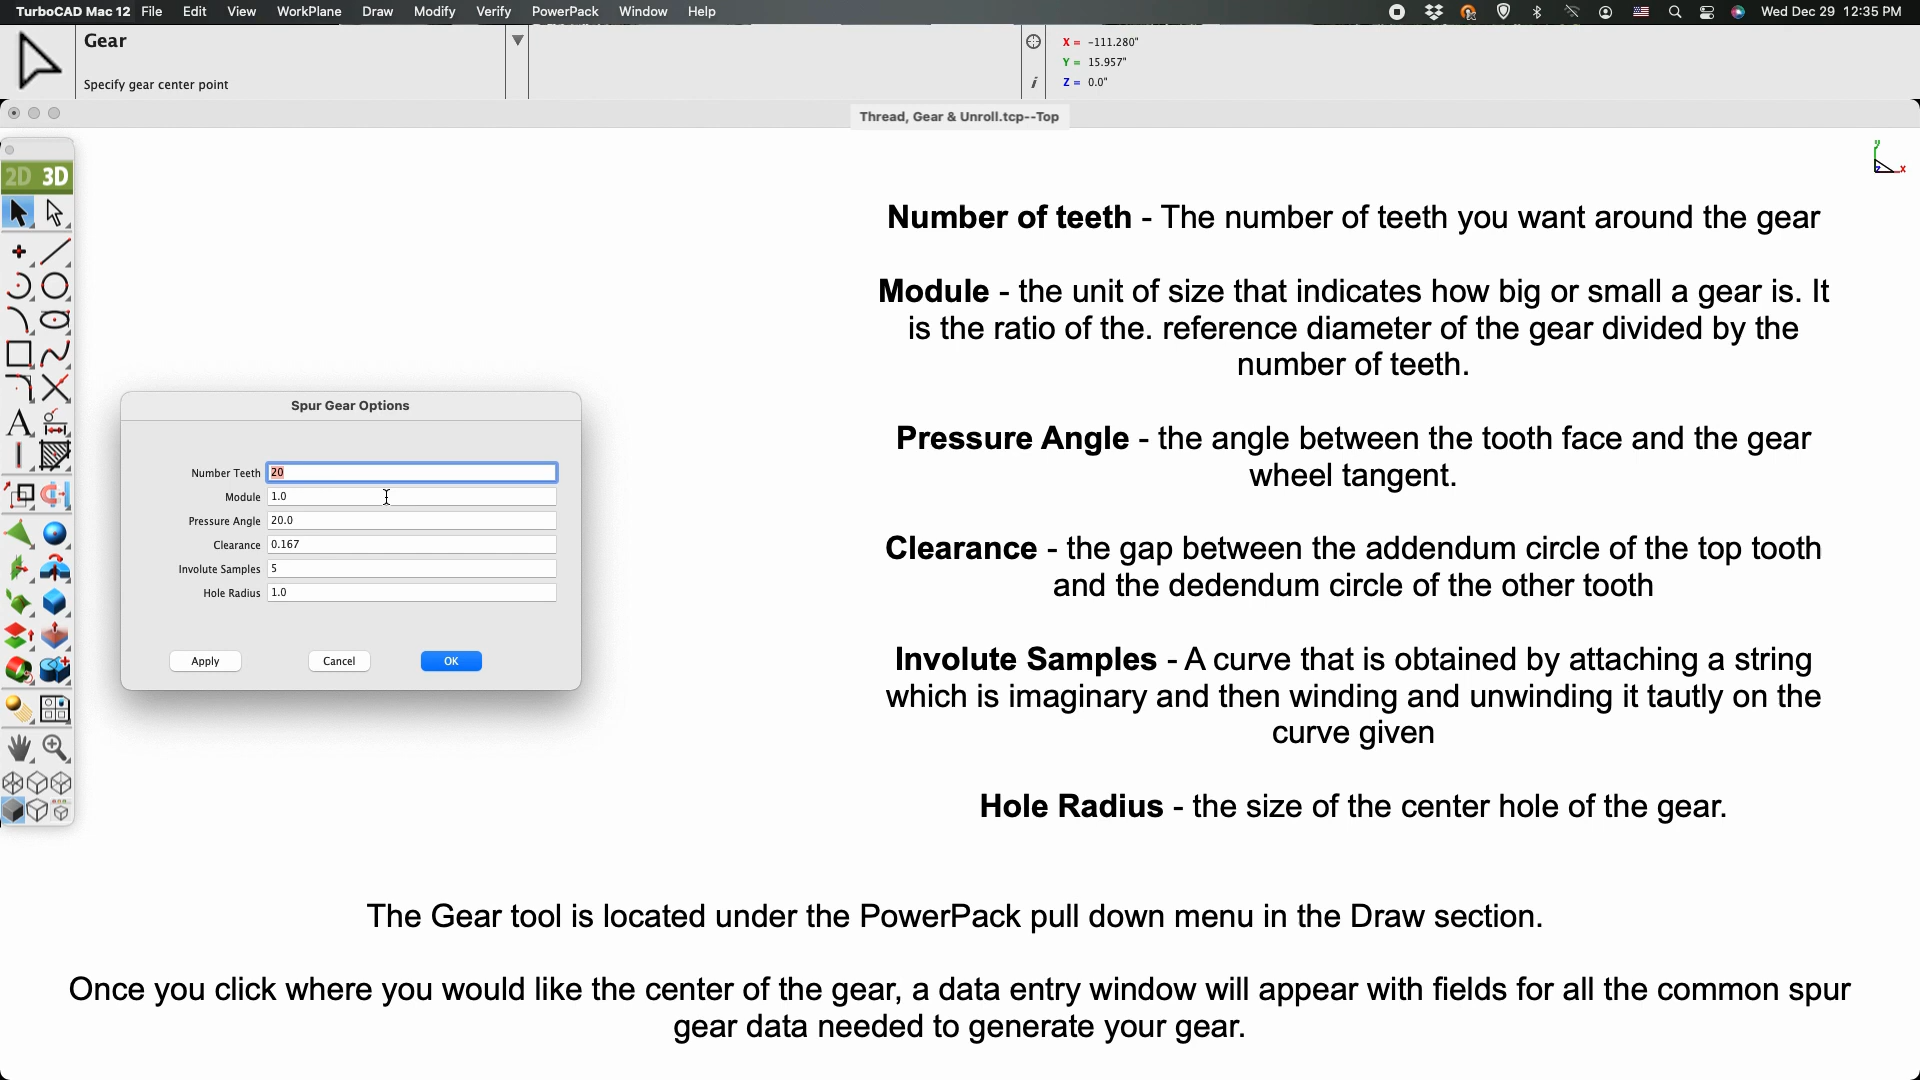 TurboCAD Mac 12 File Edit View WorkPlane Draw Modify Verify PowerPack Window Help Wed Dec 29 12:35 PM
Gear
Specify gear center point
i
X = -111.280"
Y = 15.957"
Z = 0.0"
Thread, Gear & Unroll.tcp--Top
2D 3D
y
x
z
A
Number of teeth - The number of teeth you want around the gear
Module - the unit of size that indicates how big or small a gear is. It
is the ratio of the. reference diameter of the gear divided by the
number of teeth.
Pressure Angle - the angle between the tooth face and the gear
wheel tangent.
Clearance - the gap between the addendum circle of the top tooth
and the dedendum circle of the other tooth
Involute Samples - A curve that is obtained by attaching a string
which is imaginary and then winding and unwinding it tautly on the
curve given
Hole Radius - the size of the center hole of the gear.
Spur Gear Options
Number Teeth 20
Module 1.0
Pressure Angle 20.0
Clearance 0.167
Involute Samples 5
Hole Radius 1.0
Apply Cancel OK
The Gear tool is located under the PowerPack pull down menu in the Draw section.
Once you click where you would like the center of the gear, a data entry window will appear with fields for all the common spur
gear data needed to generate your gear.